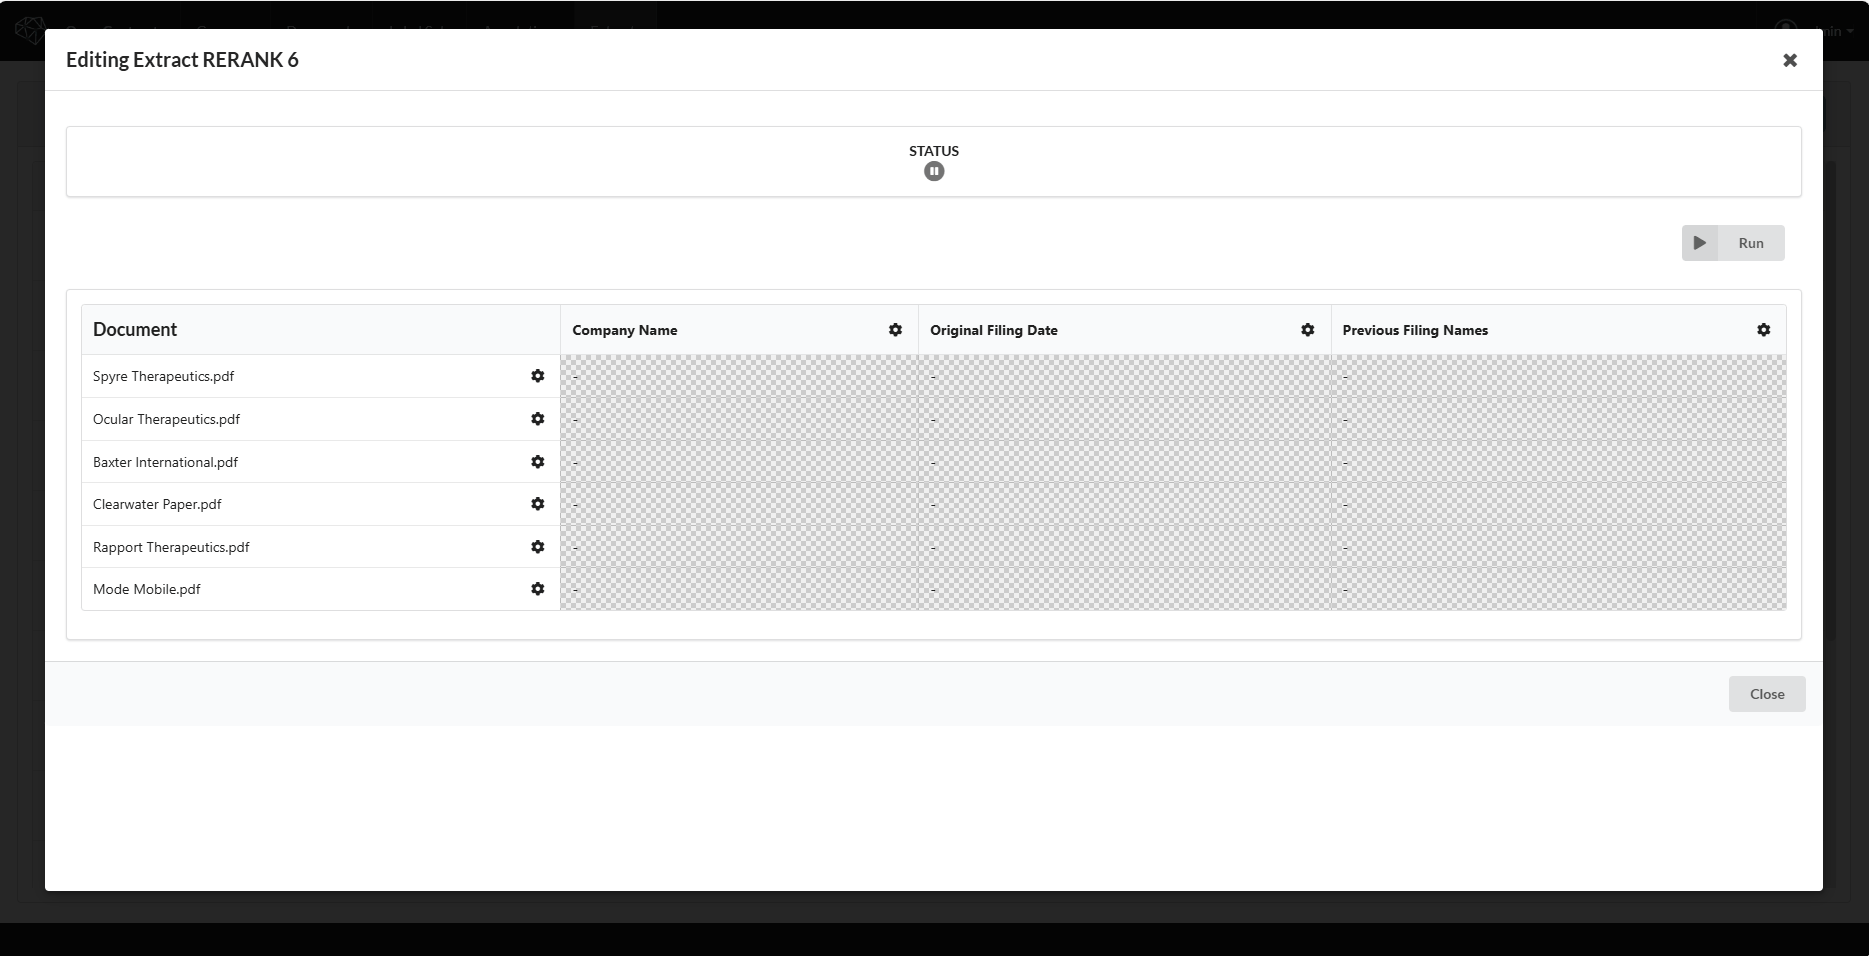 Editing Extract RERANK 6
STATUS
Run
Document Company Name Original Filing Date Previous Filing Names
Spyre Therapeutics.pdf - - -
Ocular Therapeutics.pdf - - -
Baxter International.pdf - - -
Clearwater Paper.pdf - - -
Rapport Therapeutics.pdf - - -
Mode Mobile.pdf - - -
Close